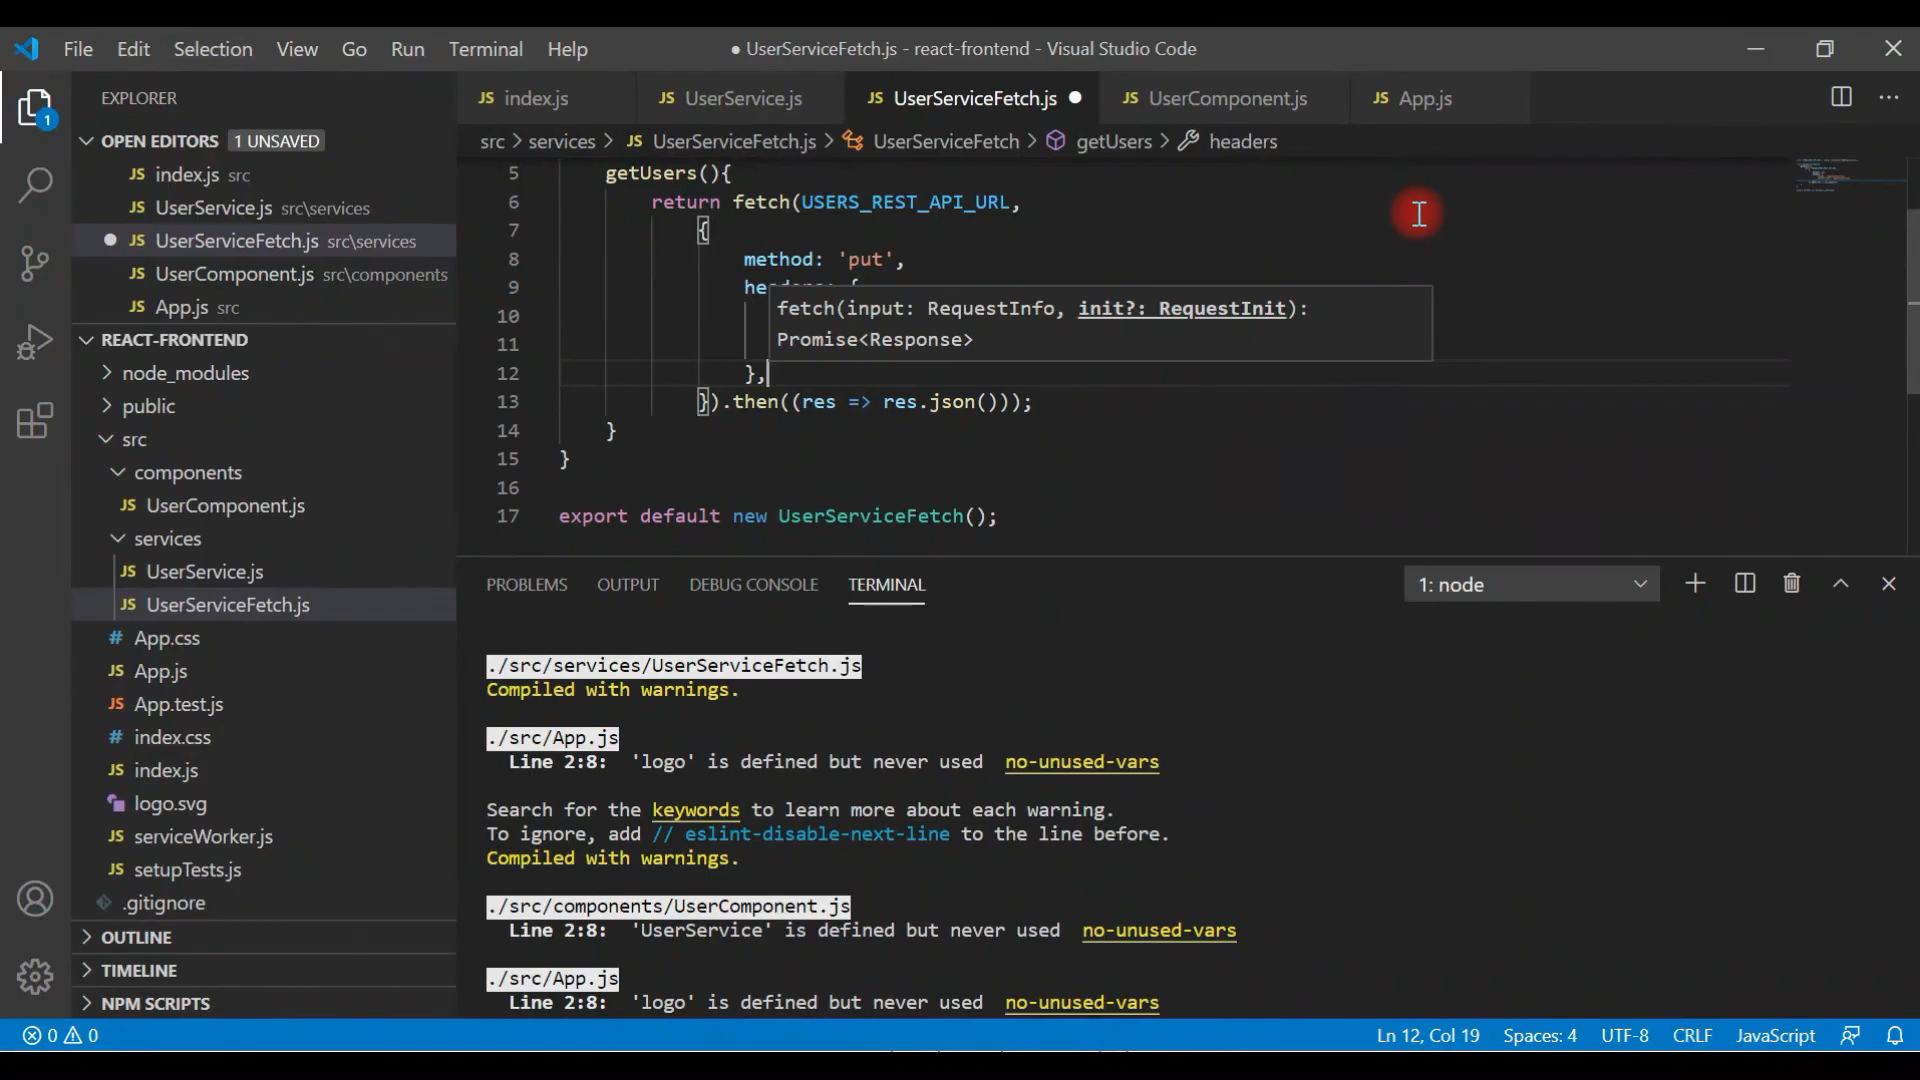 File Edit Selection View Go Run Terminal Help
● UserServiceFetch.js - react-frontend - Visual Studio Code
EXPLORER
1
OPEN EDITORS 1 UNSAVED
JS index.js src
JS UserService.js src\services
JS UserServiceFetch.js src\services
JS UserComponent.js src\components
JS App.js src
REACT-FRONTEND
node_modules
public
src
components
JS UserComponent.js
services
JS UserService.js
JS UserServiceFetch.js
# App.css
JS App.js
JS App.test.js
# index.css
JS index.js
logo.svg
JS serviceWorker.js
JS setupTests.js
.gitignore
OUTLINE
TIMELINE
NPM SCRIPTS
JS index.js JS UserService.js JS UserServiceFetch.js JS UserComponent.js JS App.js
src > services > JS UserServiceFetch.js > UserServiceFetch > getUsers > headers
5 getUsers(){
6 return fetch(USERS_REST_API_URL,
7 {
8 method: 'put',
9 headers: {
fetch(input: RequestInfo, init?: RequestInit):
Promise<Response>
10
11
12 },
13 }).then((res => res.json()));
14 }
15 }
16
17 export default new UserServiceFetch();
PROBLEMS OUTPUT DEBUG CONSOLE TERMINAL
1: node
./src/services/UserServiceFetch.js
Compiled with warnings.
./src/App.js
Line 2:8: 'logo' is defined but never used no-unused-vars
Search for the keywords to learn more about each warning.
To ignore, add // eslint-disable-next-line to the line before.
Compiled with warnings.
./src/components/UserComponent.js
Line 2:8: 'UserService' is defined but never used no-unused-vars
./src/App.js
Line 2:8: 'logo' is defined but never used no-unused-vars
0 0
Ln 12, Col 19 Spaces: 4 UTF-8 CRLF JavaScript